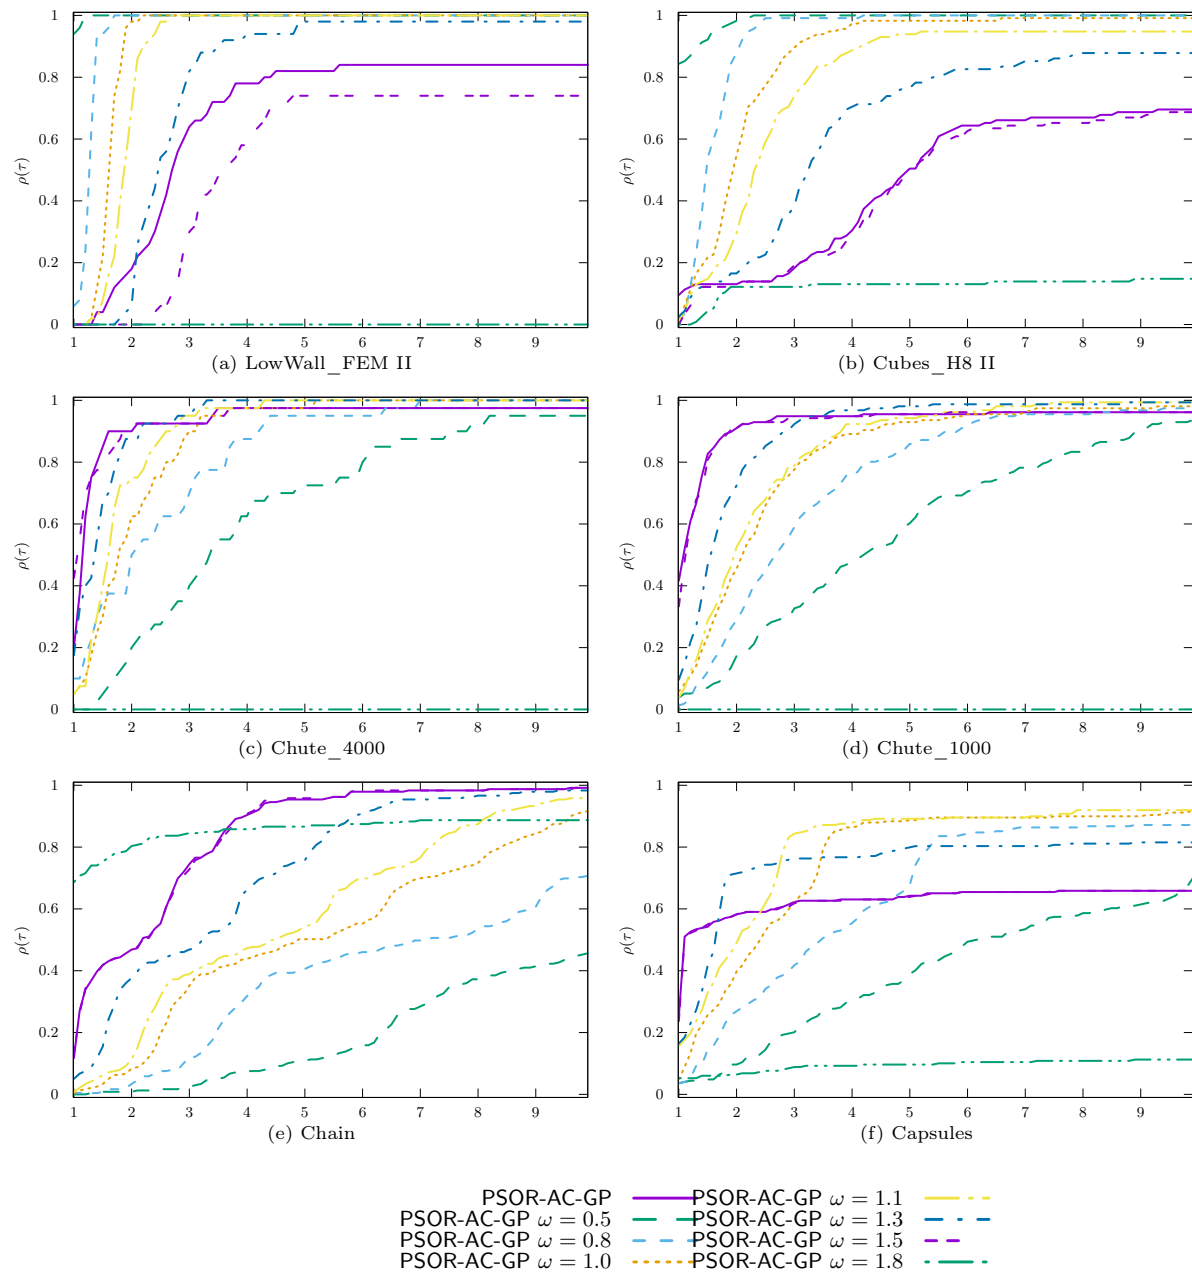 1
0.8
0.6
0.4
0.2
0
ρ(τ)
1 2 3 4 5 6 7 8 9
(a) LowWall_FEM II
1
0.8
0.6
0.4
0.2
0
ρ(τ)
1 2 3 4 5 6 7 8 9
(b) Cubes_H8 II
1
0.8
0.6
0.4
0.2
0
ρ(τ)
1 2 3 4 5 6 7 8 9
(c) Chute_4000
1
0.8
0.6
0.4
0.2
0
ρ(τ)
1 2 3 4 5 6 7 8 9
(d) Chute_1000
1
0.8
0.6
0.4
0.2
0
ρ(τ)
1 2 3 4 5 6 7 8 9
(e) Chain
1
0.8
0.6
0.4
0.2
0
ρ(τ)
1 2 3 4 5 6 7 8 9
(f) Capsules
PSOR-AC-GP
PSOR-AC-GP ω = 0.5
PSOR-AC-GP ω = 0.8
PSOR-AC-GP ω = 1.0
PSOR-AC-GP ω = 1.1
PSOR-AC-GP ω = 1.3
PSOR-AC-GP ω = 1.5
PSOR-AC-GP ω = 1.8